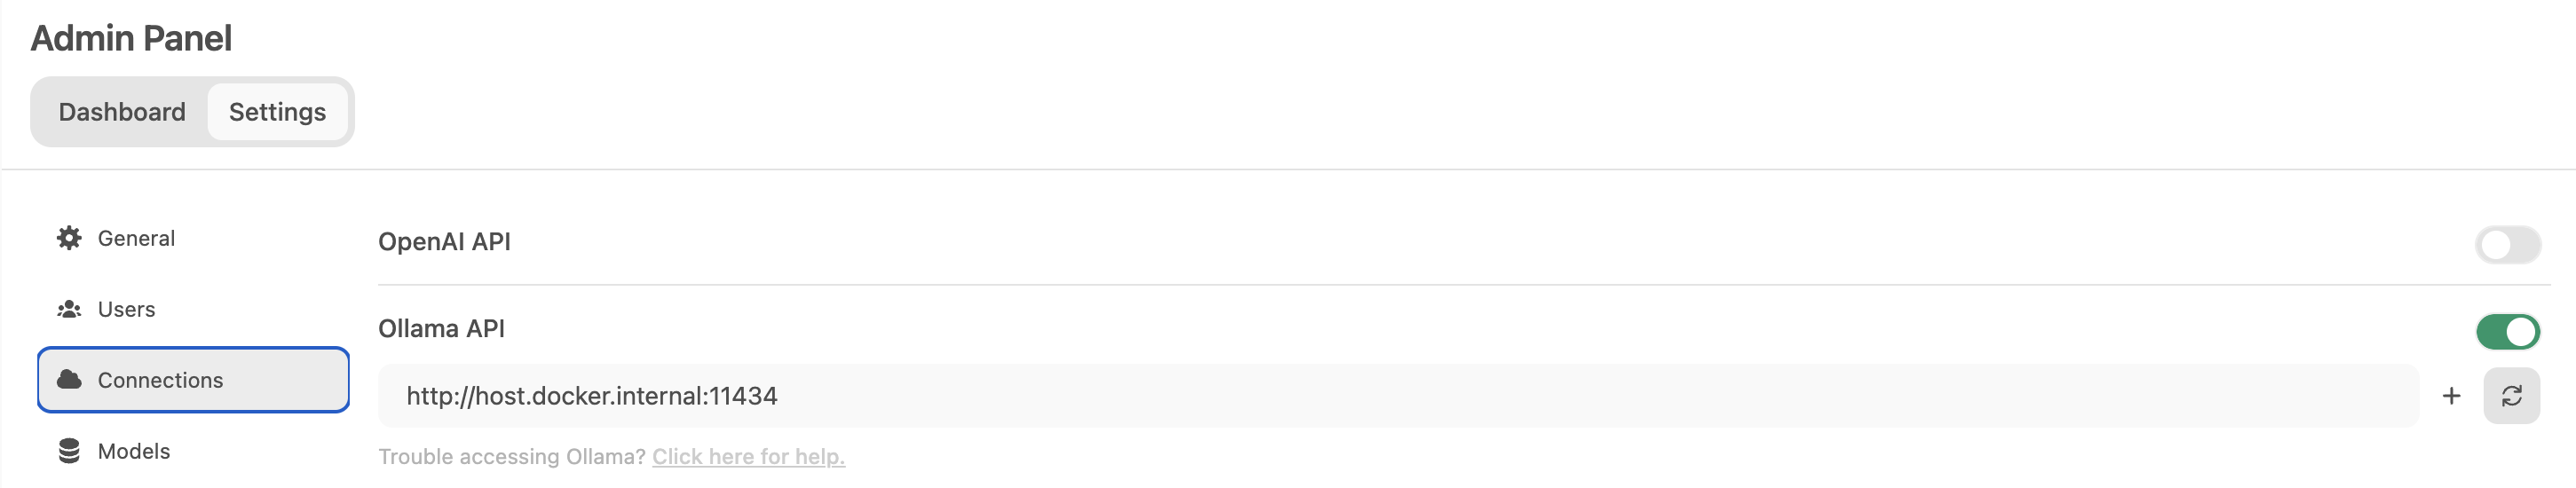 Admin Panel
Dashboard Settings
General
Users
Connections
Models
OpenAI API
Ollama API
http://host.docker.internal:11434
Trouble accessing Ollama? Click here for help.